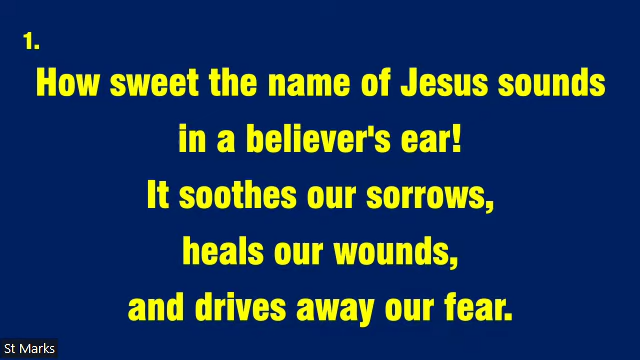 1.
How sweet the name of Jesus sounds
in a believer's ear!
It soothes our sorrows,
heals our wounds,
and drives away our fear.
St Marks